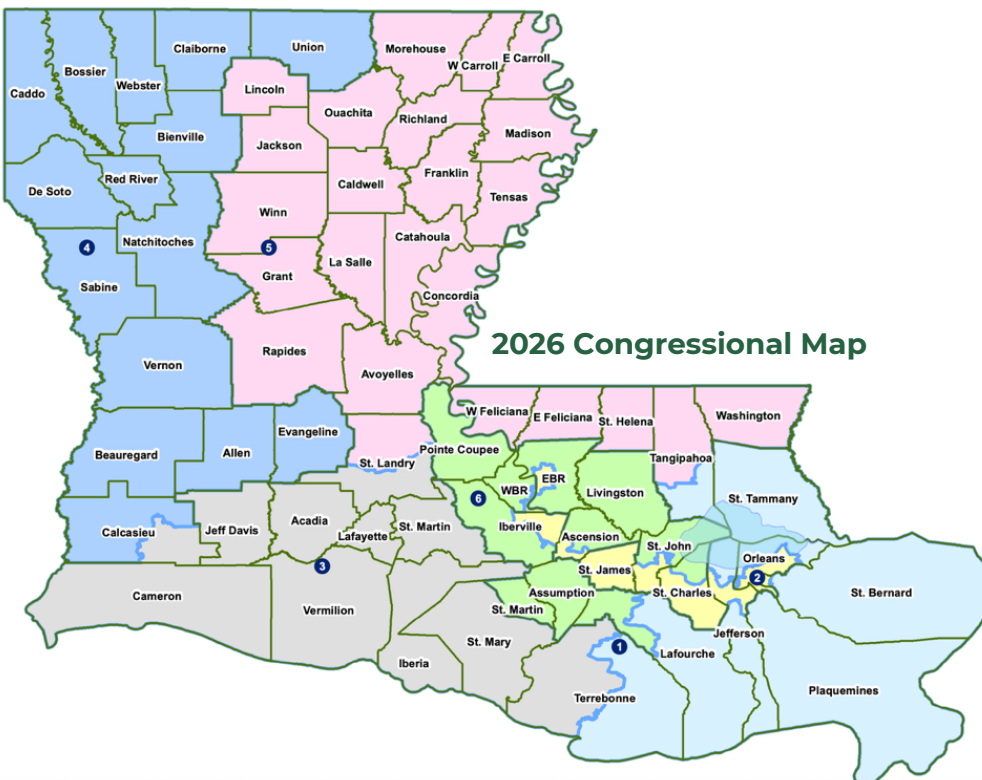 Claiborne
Union
Morehouse
W Carroll
E Carroll
Bossier
Webster
Caddo
Lincoln
Ouachita
Richland
Madison
Bienville
Jackson
Franklin
Caldwell
De Soto
Red River
Tensas
Winn
Natchitoches
Catahoula
4
5
La Salle
Sabine
Grant
Concordia
2026 Congressional Map
Vernon
Rapides
Avoyelles
W Feliciana
E Feliciana
St. Helena
Washington
Evangeline
Beauregard
Allen
Pointe Coupee
Tangipahoa
St. Landry
EBR
WBR
Livingston
6
St. Tammany
Calcasieu
Jeff Davis
Acadia
Lafayette
St. Martin
Iberville
Ascension
St. John
Orleans
3
St. James
2
Cameron
Vermilion
Assumption
St. Charles
St. Bernard
St. Martin
Jefferson
St. Mary
1
Lafourche
Iberia
Terrebonne
Plaquemines